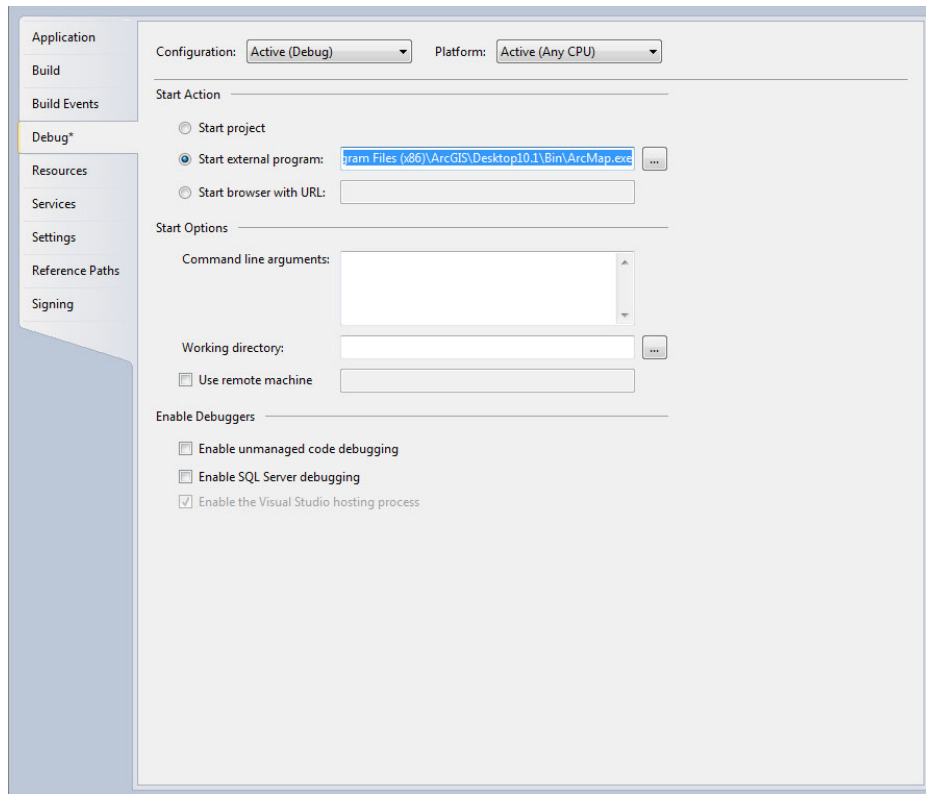 Application
Build
Build Events
Debug*
Resources
Services
Settings
Reference Paths
Signing
Configuration: Active (Debug) Platform: Active (Any CPU)
Start Action
Start project
Start external program: gram Files (x86)\ArcGIS\Desktop10.1\Bin\ArcMap.exe ...
Start browser with URL:
Start Options
Command line arguments:
Working directory: ...
Use remote machine
Enable Debuggers
Enable unmanaged code debugging
Enable SQL Server debugging
Enable the Visual Studio hosting process